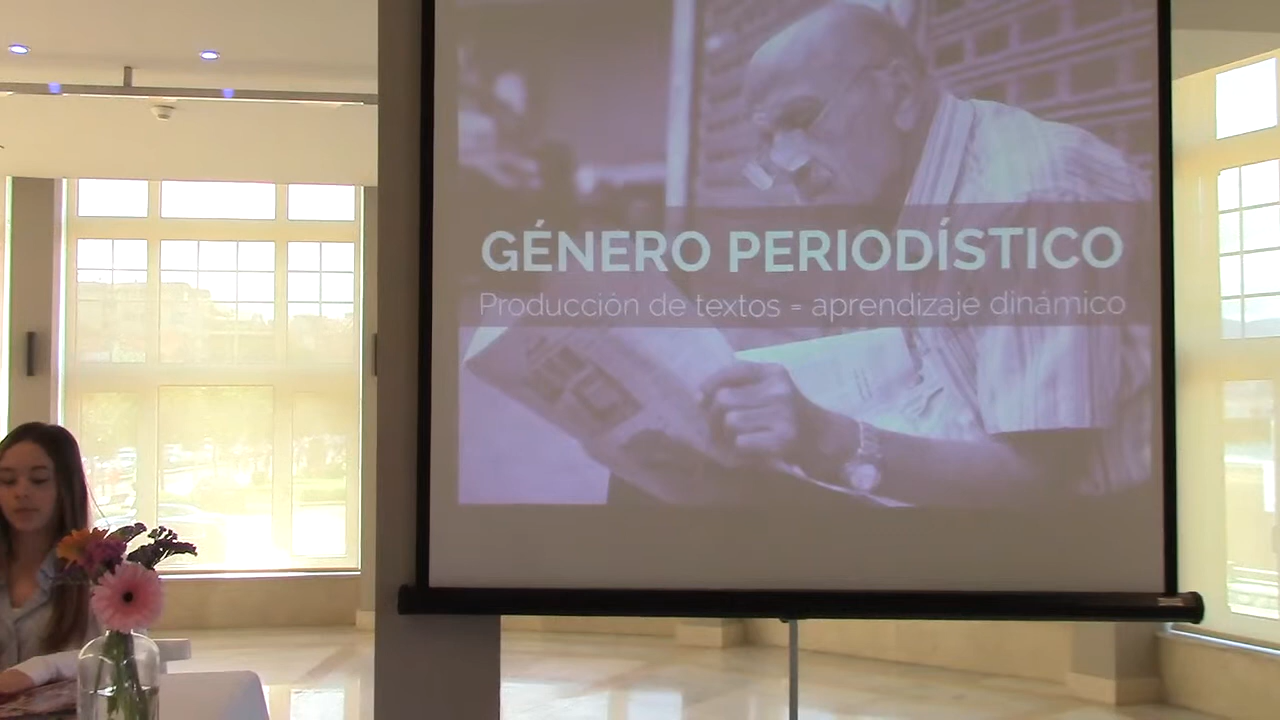 GÉNERO PERIODÍSTICO
Producción de textos = aprendizaje dinámico